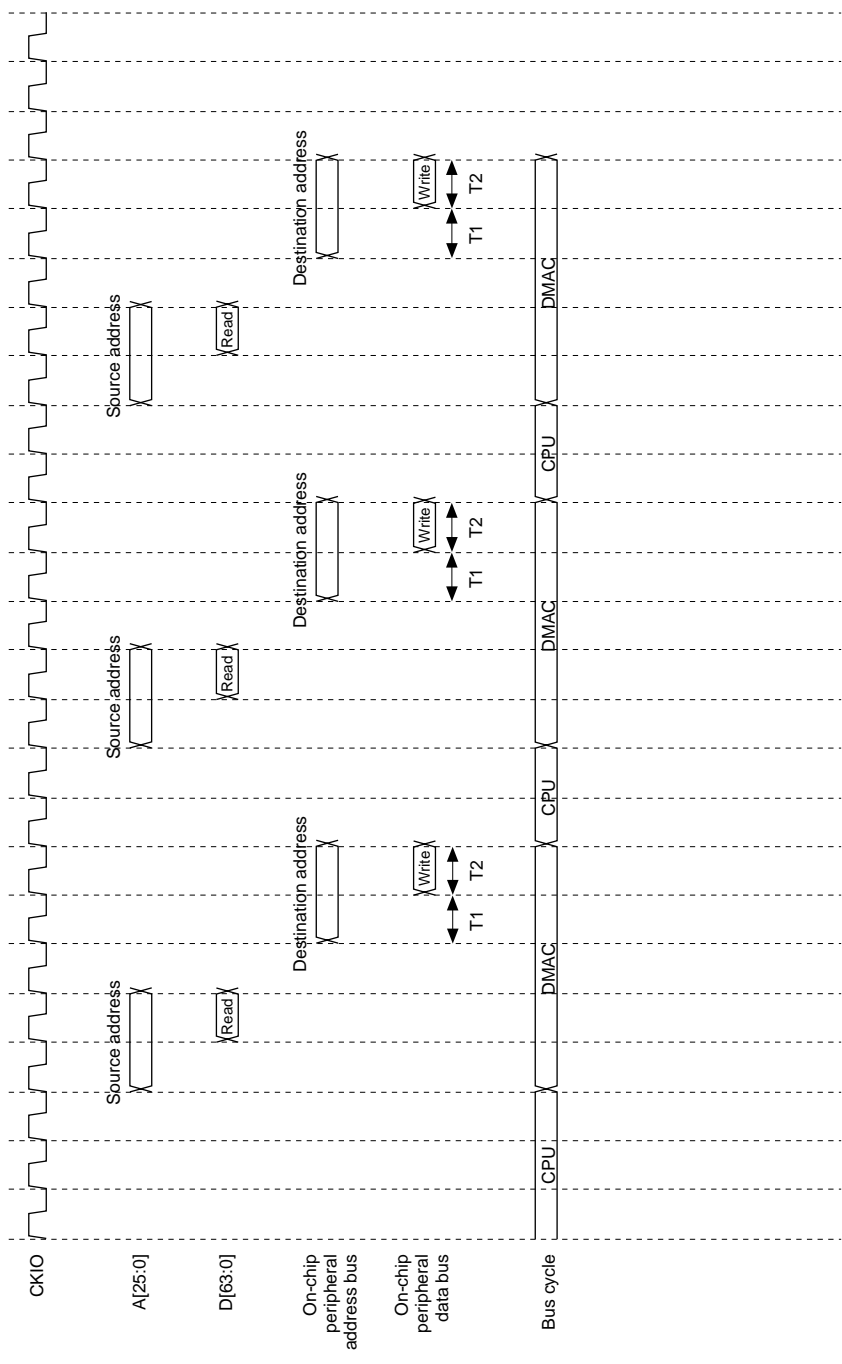 CKIO
A[25:0]
Source address
Source address
Source address
D[63:0]
Read
Read
Read
On-chip
peripheral
address bus
Destination address
Destination address
Destination address
On-chip
peripheral
data bus
Write
Write
Write
T1
T2
T1
T2
T1
T2
Bus cycle
CPU
DMAC
CPU
DMAC
CPU
DMAC